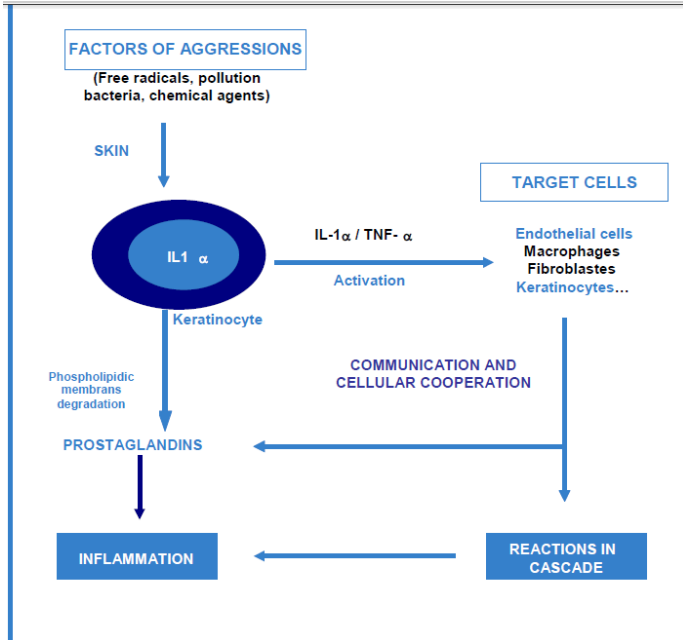 FACTORS OF AGGRESSIONS
(Free radicals, pollution
bacteria, chemical agents)
SKIN
TARGET CELLS
IL1 α
IL-1α / TNF- α
Activation
Endothelial cells
Macrophages
Fibroblastes
Keratinocytes…
Keratinocyte
COMMUNICATION AND
CELLULAR COOPERATION
Phospholipidic
membrans
degradation
PROSTAGLANDINS
INFLAMMATION
REACTIONS IN
CASCADE